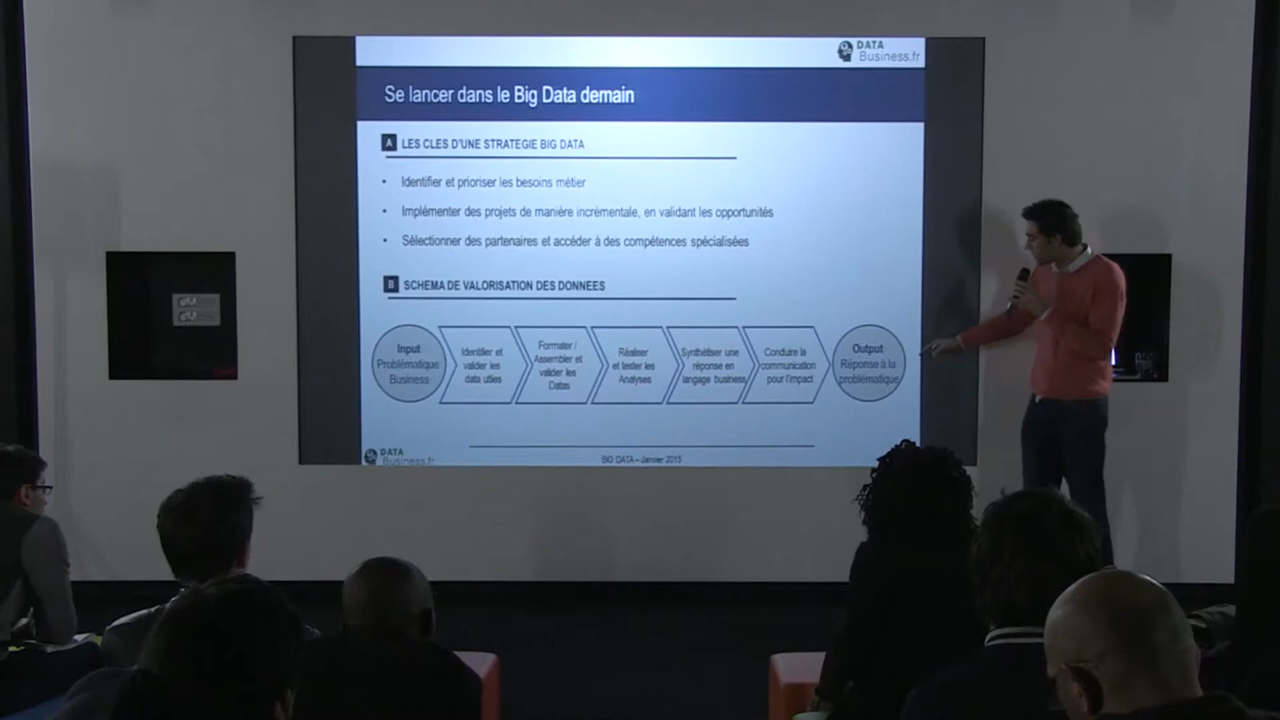 DATA
Business.fr
Se lancer dans le Big Data demain
A LES CLES D'UNE STRATEGIE BIG DATA
• Identifier et prioriser les besoins métier
• Implémenter des projets de manière incrémentale, en validant les opportunités
• Sélectionner des partenaires et accéder à des compétences spécialisées
B SCHEMA DE VALORISATION DES DONNEES
Input
Problématique
Business
Identifier et
valider les
data utiles
Formater /
Assembler et
valider les
Datas
Réaliser
et tester les
Analyses
Synthétiser une
réponse en
langage business
Conduire la
communication
pour l'impact
Output
Réponse à la
problématique
DATA
Business.fr
BIG DATA – Janvier 2015